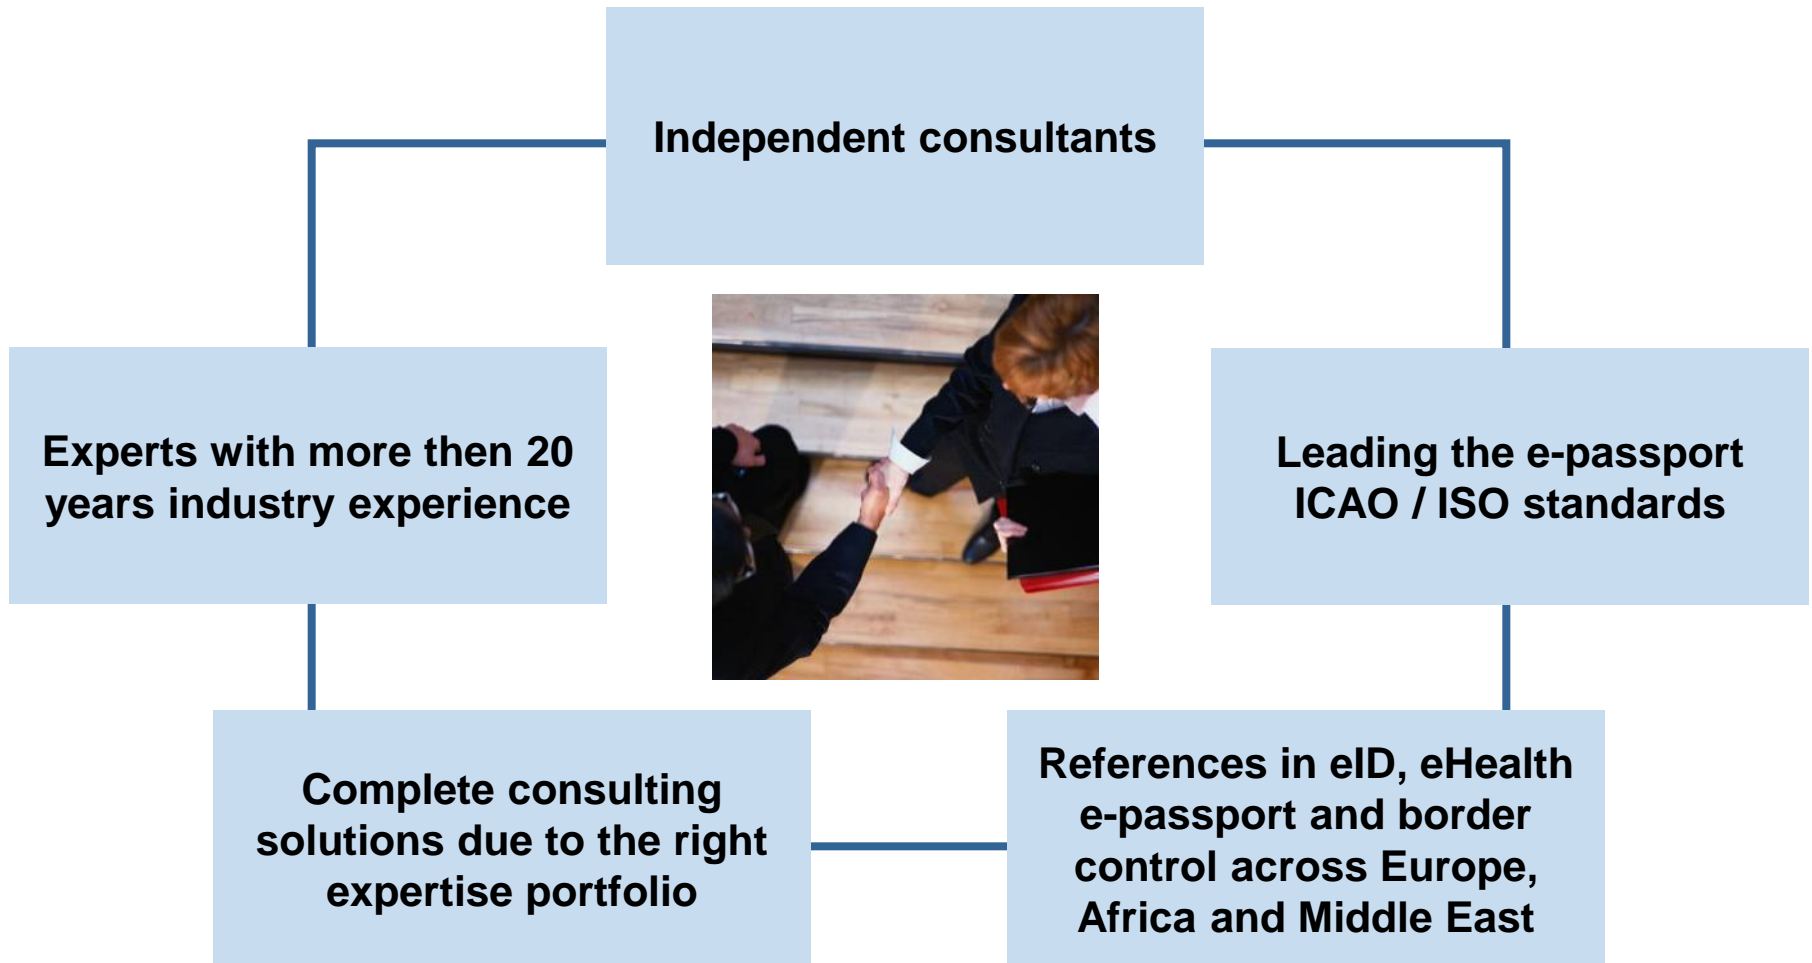 Independent consultants
Experts with more then 20
years industry experience
Leading the e-passport
ICAO / ISO standards
Complete consulting
solutions due to the right
expertise portfolio
References in eID, eHealth
e-passport and border
control across Europe,
Africa and Middle East